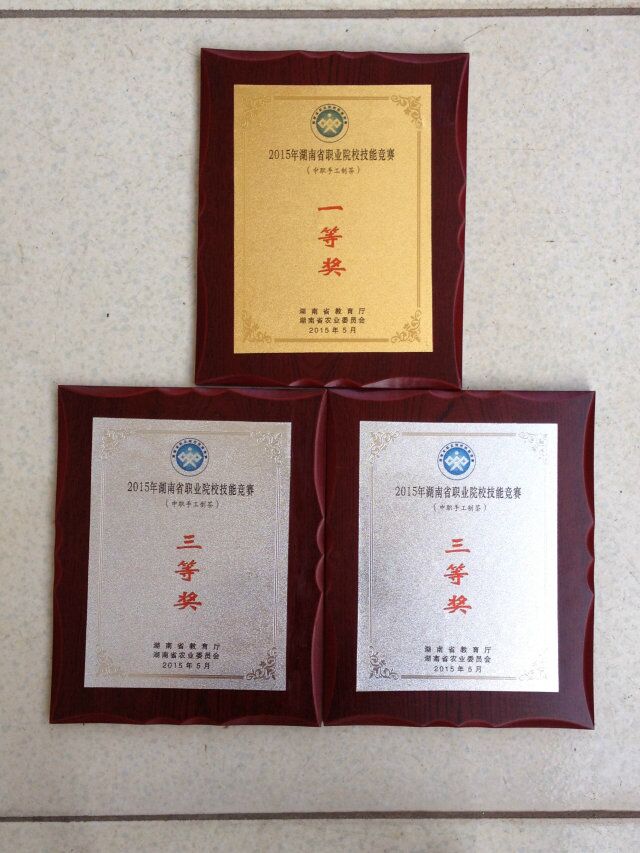 2015年湖南省职业院校技能竞赛
(中职手工制茶)
一等奖
湖南省教育厅
湖南省农业委员会
2015年5月
2015年湖南省职业院校技能竞赛
(中职手工制茶)
三等奖
湖南省教育厅
湖南省农业委员会
2015年5月
2015年湖南省职业院校技能竞赛
(中职手工制茶)
三等奖
湖南省教育厅
湖南省农业委员会
2015年5月